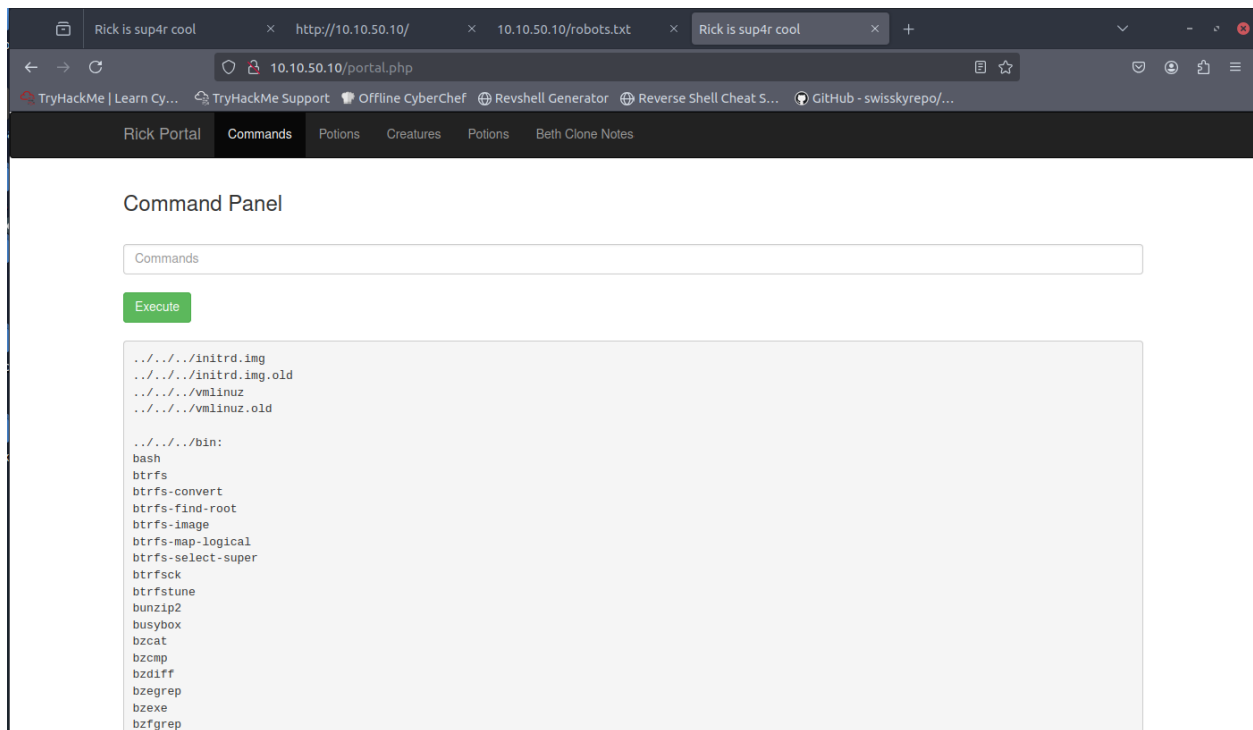 Rick is sup4r cool × http://10.10.50.10/ × 10.10.50.10/robots.txt × Rick is sup4r cool × +
10.10.50.10/portal.php
TryHackMe | Learn Cy... TryHackMe Support Offline CyberChef Revshell Generator Reverse Shell Cheat S... GitHub - swisskyrepo/...
Rick Portal Commands Potions Creatures Potions Beth Clone Notes
Command Panel
Commands
Execute
../../../initrd.img
../../../initrd.img.old
../../../vmlinuz
../../../vmlinuz.old
../../../bin:
bash
btrfs
btrfs-convert
btrfs-find-root
btrfs-image
btrfs-map-logical
btrfs-select-super
btrfsck
btrfstune
bunzip2
busybox
bzcat
bzcmp
bzdiff
bzegrep
bzexe
bzfgrep